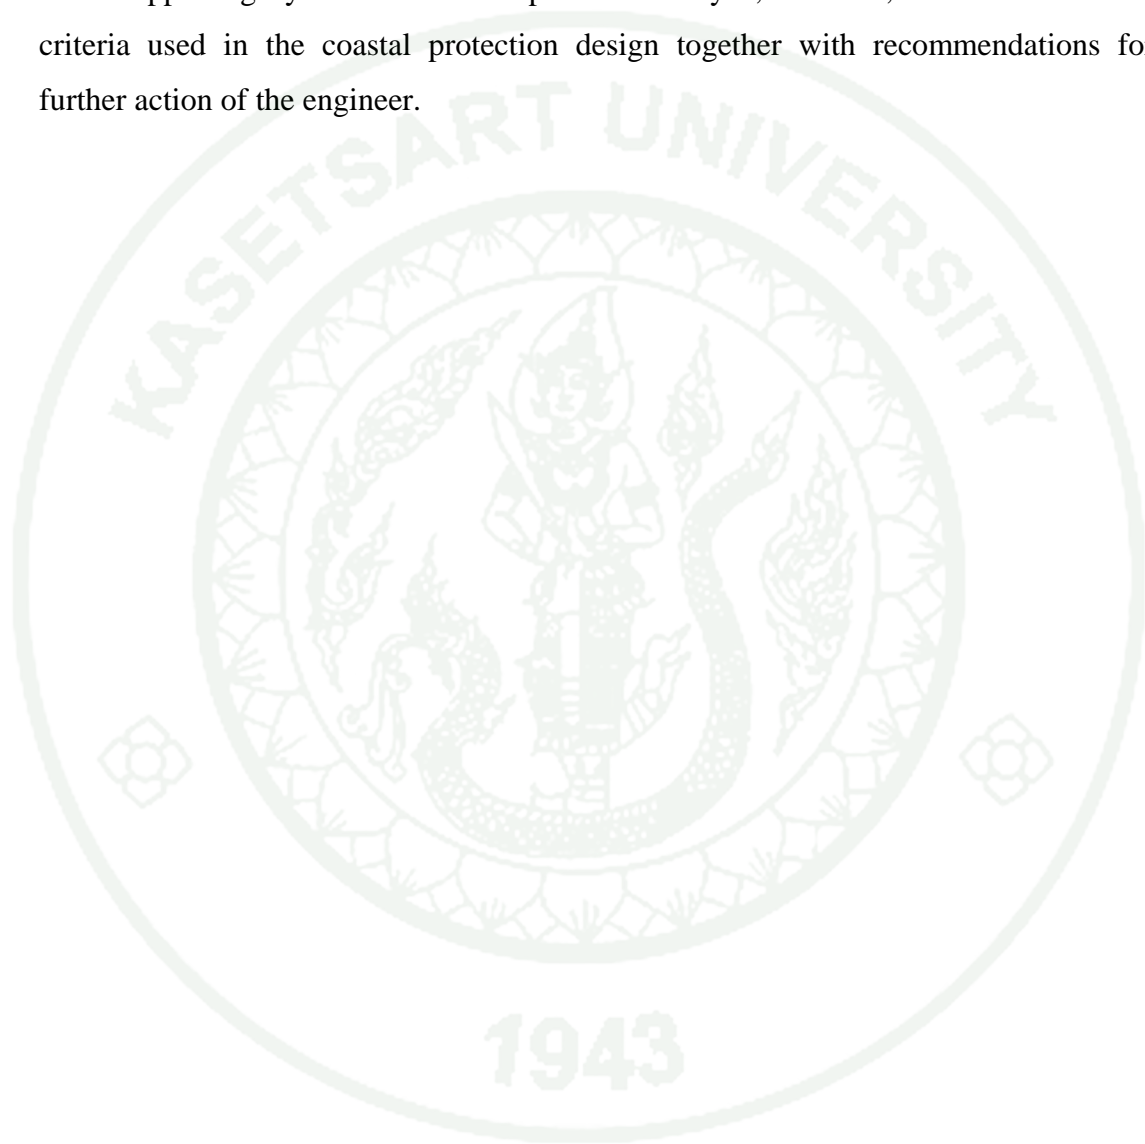 criteria used in the coastal protection design together with recommendations fo
further action of the engineer.
KASETSART UNIVERSITY
1943